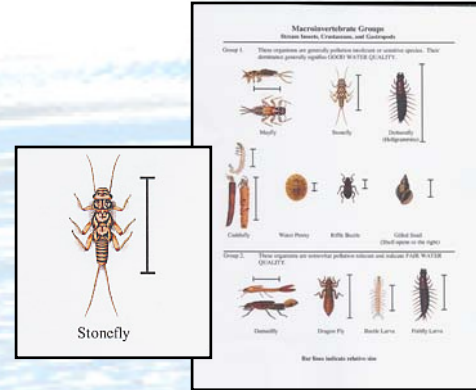 Macroinvertebrate Groups
Stream Insects, Crustaceans, and Gastropods
Group 1. These organisms are generally pollution intolerant or sensitive species. Their
dominance generally signifies GOOD WATER QUALITY.
Mayfly
Stonefly
Dobsonfly
(Hellgrammite)
Caddisfly
Water Penny
Riffle Beetle
Gilled Snail
(Shell opens to the right)
Group 2. These organisms are somewhat pollution tolerant and indicate FAIR WATER
QUALITY.
Damselfly
Dragon Fly
Beetle Larva
Fishfly Larva
Bar lines indicate relative size
Stonefly